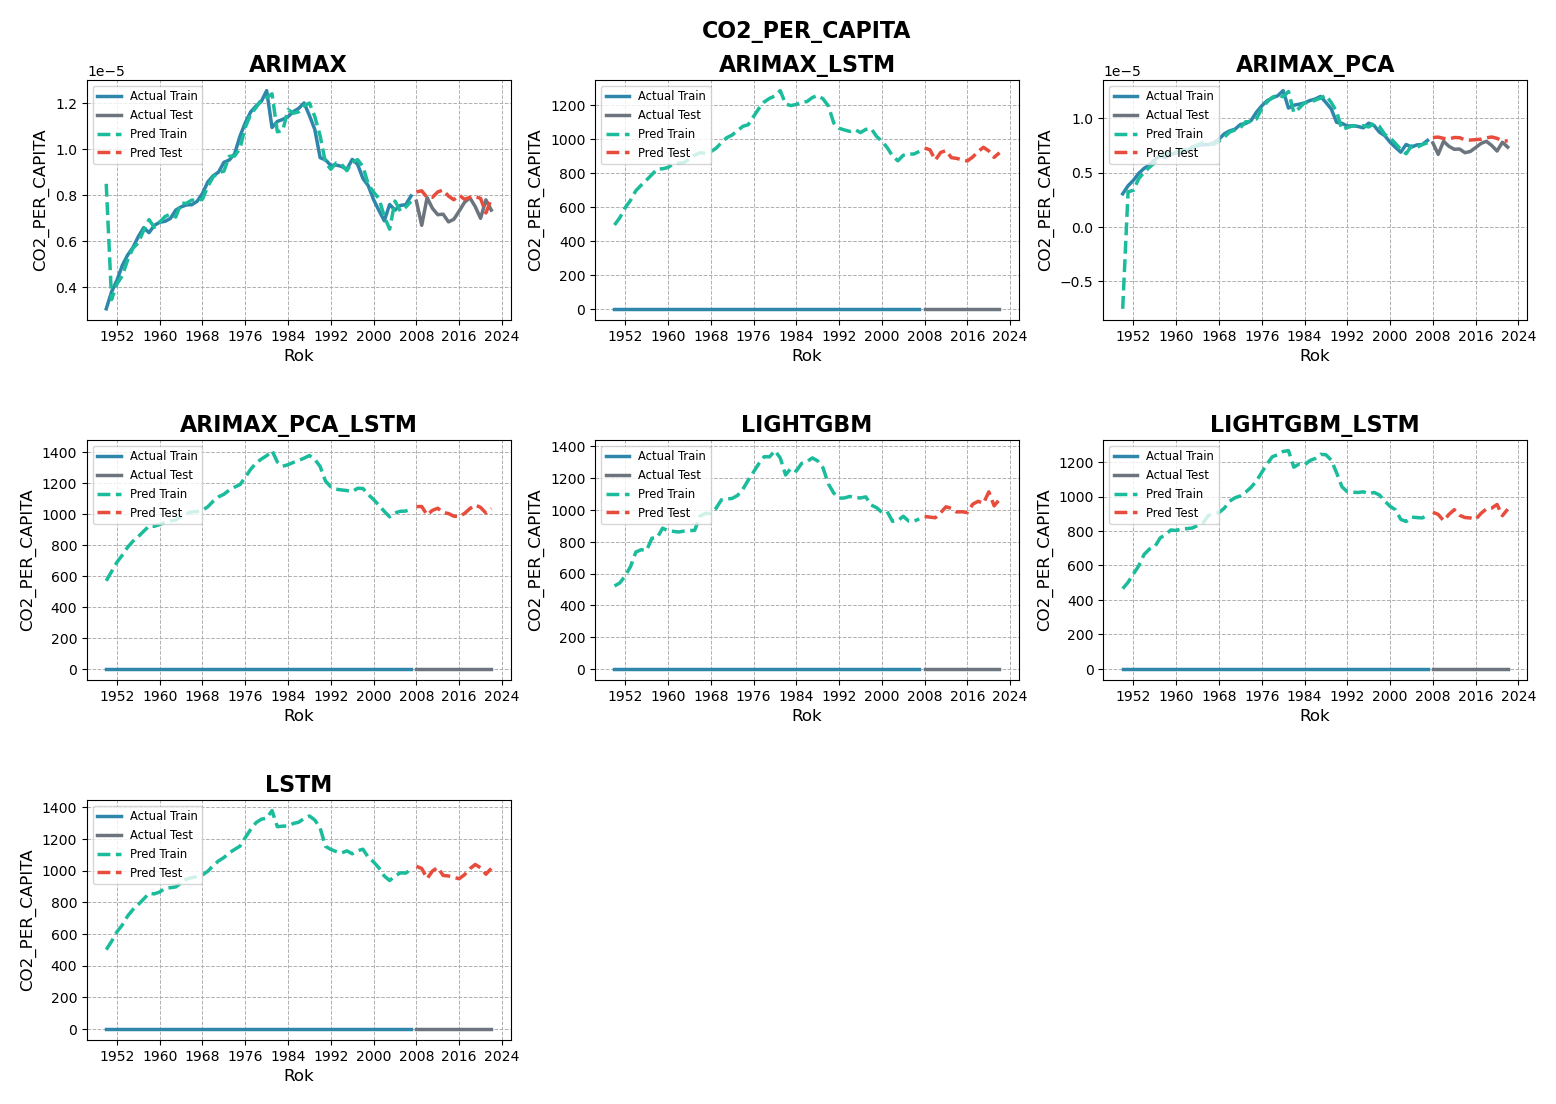 CO2_PER_CAPITA
ARIMAX
1e−5
CO2_PER_CAPITA
1.2
1.0
0.8
0.6
0.4
Actual Train
Actual Test
Pred Train
Pred Test
1952 1960 1968 1976 1984 1992 2000 2008 2016 2024
Rok
ARIMAX_LSTM
CO2_PER_CAPITA
1200
1000
800
600
400
200
0
Actual Train
Actual Test
Pred Train
Pred Test
1952 1960 1968 1976 1984 1992 2000 2008 2016 2024
Rok
ARIMAX_PCA
1e−5
CO2_PER_CAPITA
1.0
0.5
0.0
−0.5
Actual Train
Actual Test
Pred Train
Pred Test
1952 1960 1968 1976 1984 1992 2000 2008 2016 2024
Rok
ARIMAX_PCA_LSTM
CO2_PER_CAPITA
1400
1200
1000
800
600
400
200
0
Actual Train
Actual Test
Pred Train
Pred Test
1952 1960 1968 1976 1984 1992 2000 2008 2016 2024
Rok
LIGHTGBM
CO2_PER_CAPITA
1400
1200
1000
800
600
400
200
0
Actual Train
Actual Test
Pred Train
Pred Test
1952 1960 1968 1976 1984 1992 2000 2008 2016 2024
Rok
LIGHTGBM_LSTM
CO2_PER_CAPITA
1200
1000
800
600
400
200
0
Actual Train
Actual Test
Pred Train
Pred Test
1952 1960 1968 1976 1984 1992 2000 2008 2016 2024
Rok
LSTM
CO2_PER_CAPITA
1400
1200
1000
800
600
400
200
0
Actual Train
Actual Test
Pred Train
Pred Test
1952 1960 1968 1976 1984 1992 2000 2008 2016 2024
Rok